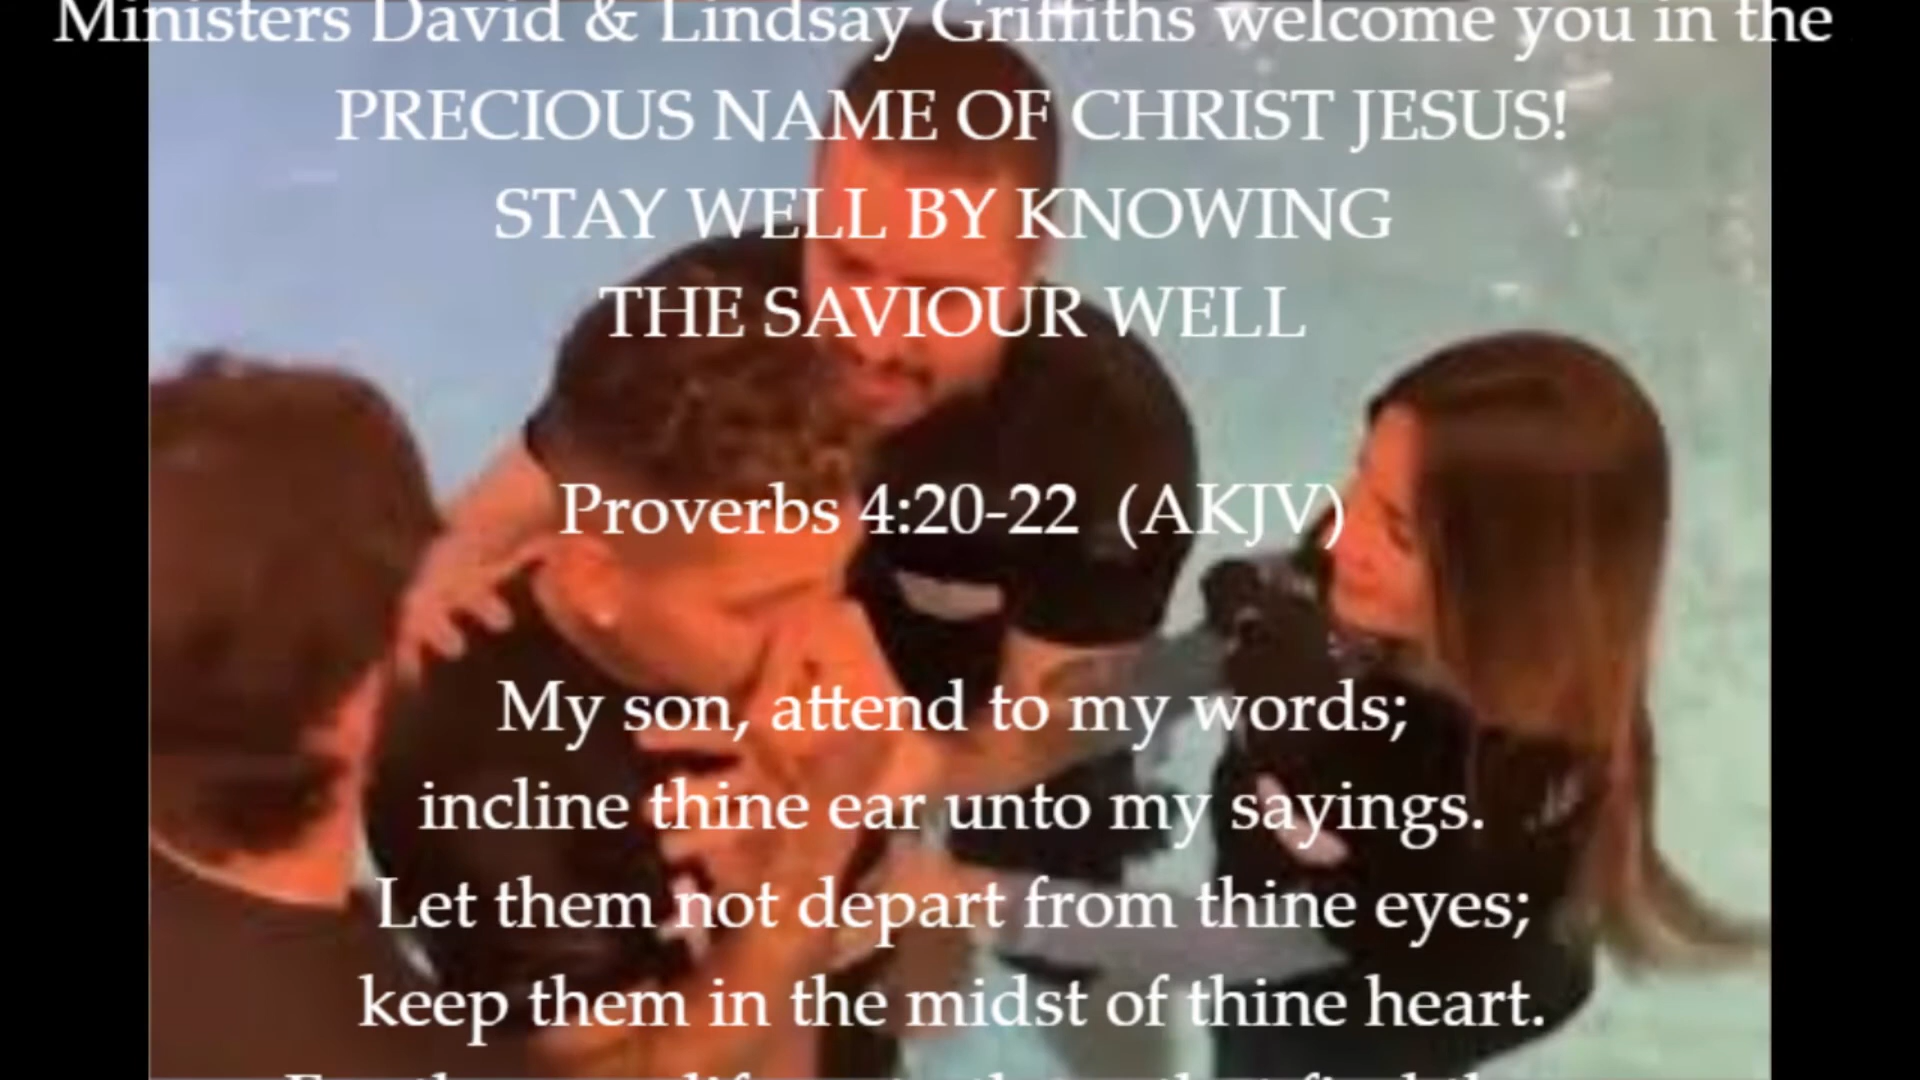 Ministers David & Lindsay Griffiths welcome you in the
PRECIOUS NAME OF CHRIST JESUS!
STAY WELL BY KNOWING
THE SAVIOUR WELL
Proverbs 4:20-22 (AKJV)
My son, attend to my words;
incline thine ear unto my sayings.
Let them not depart from thine eyes;
keep them in the midst of thine heart.